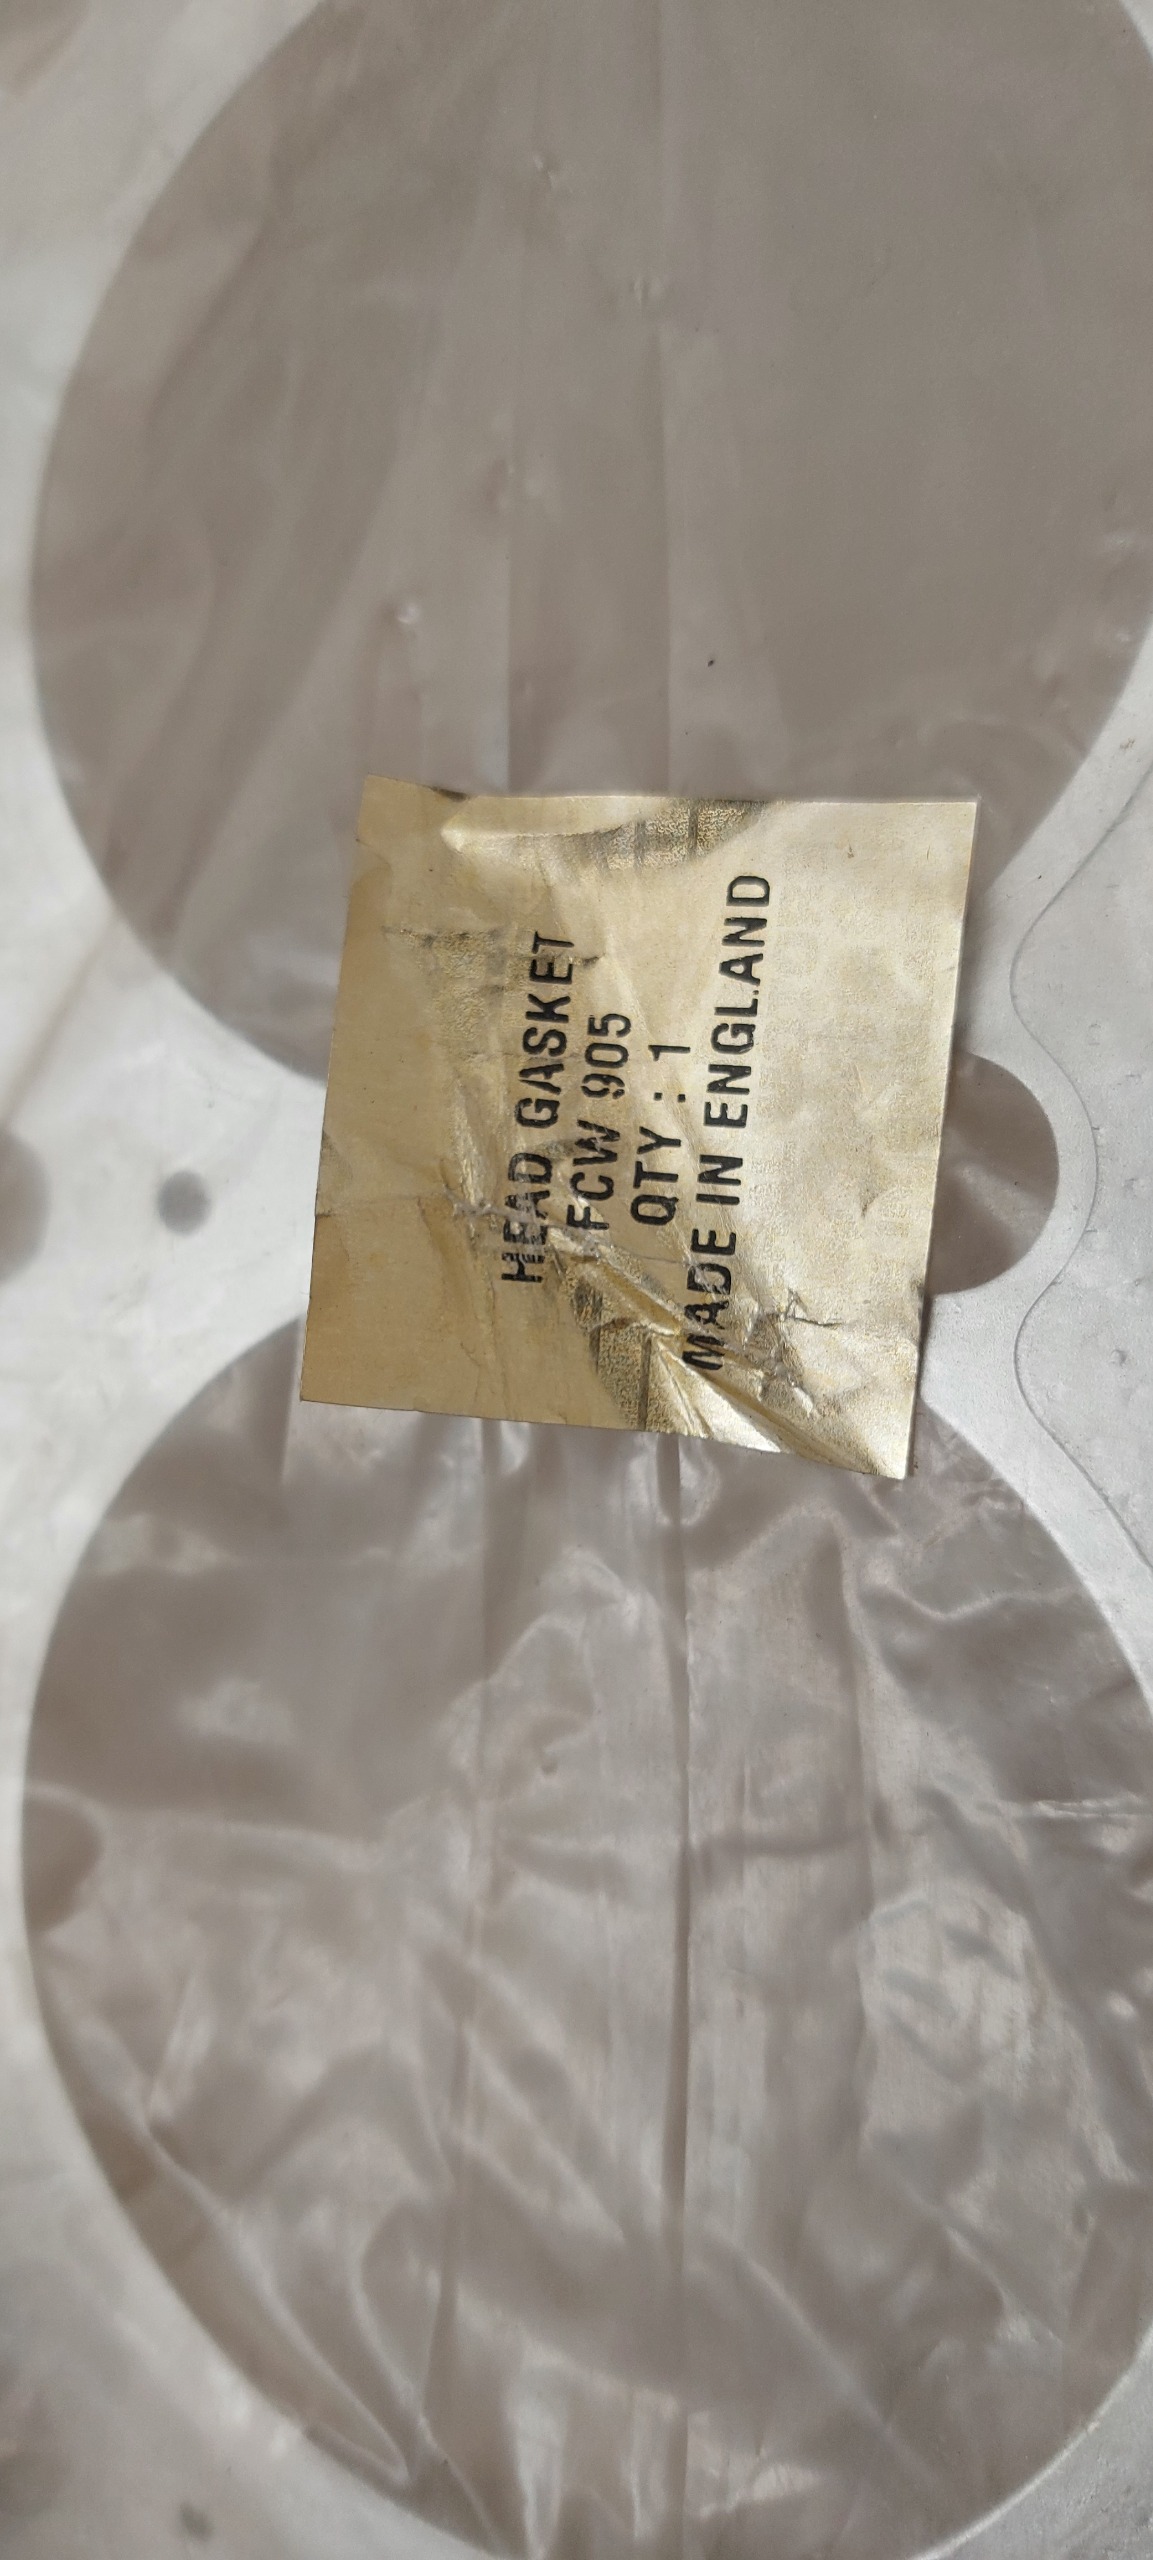 HEAD GASKET
FCW 905
QTY : 1
MADE IN ENGLAND